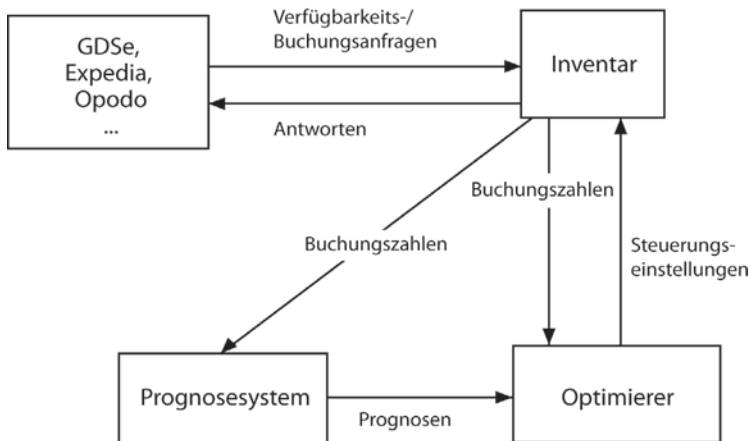 GDSe,
Expedia,
Opodo
...
Verfügbarkeits-/
Buchungsanfragen
Antworten
Inventar
Buchungszahlen
Buchungszahlen
Steuerungs-
einstellungen
Prognosesystem
Prognosen
Optimierer